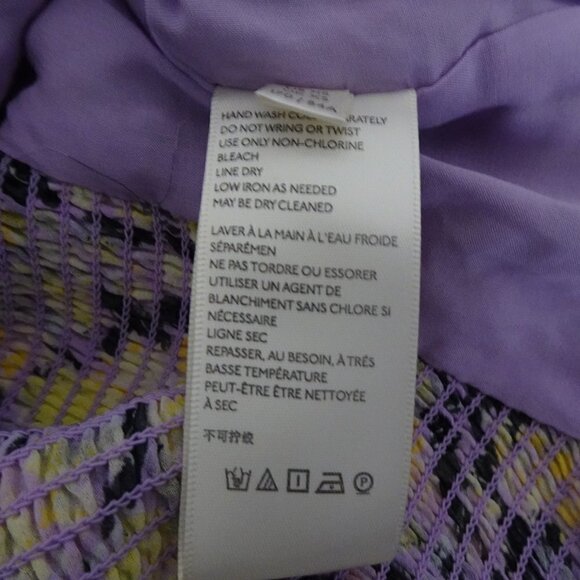 HAND WASH COLD SEPARATELY
DO NOT WRING OR TWIST
USE ONLY NON-CHLORINE
BLEACH
LINE DRY
LOW IRON AS NEEDED
MAY BE DRY CLEANED
LAVER À LA MAIN À L'EAU FROIDE
SÉPARÉMEN
NE PAS TORDRE OU ESSORER
UTILISER UN AGENT DE
BLANCHIMENT SANS CHLORE SI
NÉCESSAIRE
LIGNE SEC
REPASSER, AU BESOIN, À TRÉS
BASSE TEMPÉRATURE
PEUT-ÊTRE ÊTRE NETTOYÉE
À SEC
不可拧绞